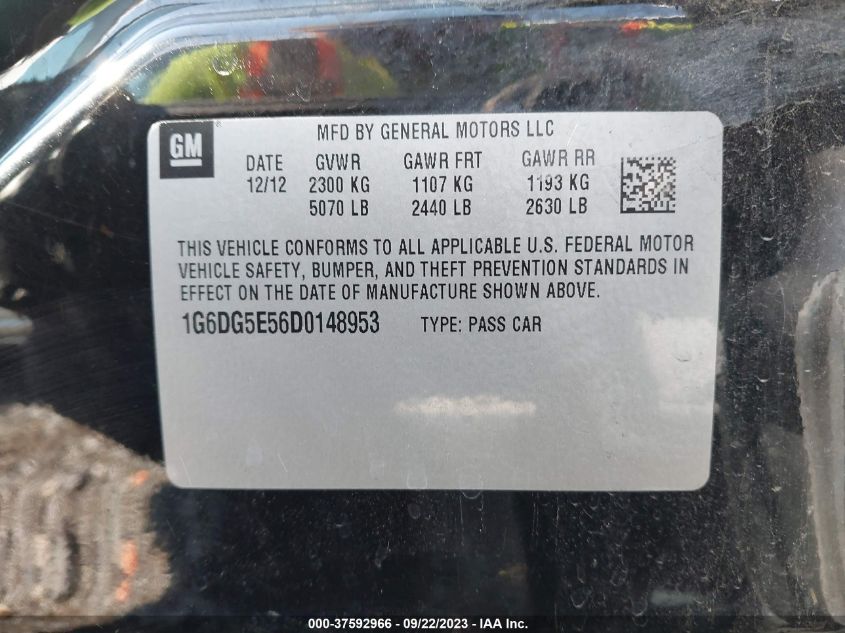 GM
MFD BY GENERAL MOTORS LLC
DATE GVWR GAWR FRT GAWR RR
12/12 2300 KG 1107 KG 1193 KG
5070 LB 2440 LB 2630 LB
THIS VEHICLE CONFORMS TO ALL APPLICABLE U.S. FEDERAL MOTOR
VEHICLE SAFETY, BUMPER, AND THEFT PREVENTION STANDARDS IN
EFFECT ON THE DATE OF MANUFACTURE SHOWN ABOVE.
1G6DG5E56D0148953 TYPE: PASS CAR
000-37592966 - 09/22/2023 - IAA Inc.